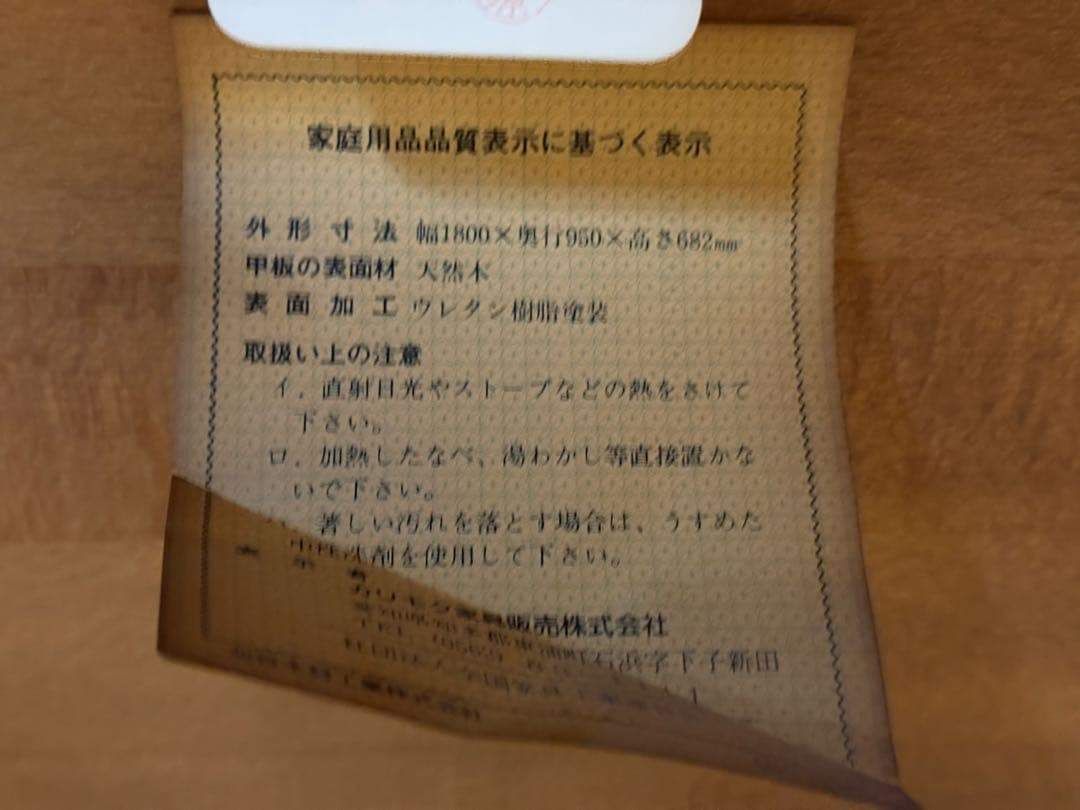 家庭用品品質表示に基づく表示
外形寸法 幅1800×奥行950×高さ682mm
甲板の表面材 天然木
表面加工 ウレタン樹脂塗装
取扱い上の注意
イ．直射日光やストーブなどの熱をさけて
下さい。
ロ．加熱したなべ、湯わかし等直接置かな
いで下さい。
著しい汚れを落とす場合は、うすめた
中性洗剤を使用して下さい。
カリモク家具販売株式会社
石浜字下子新田